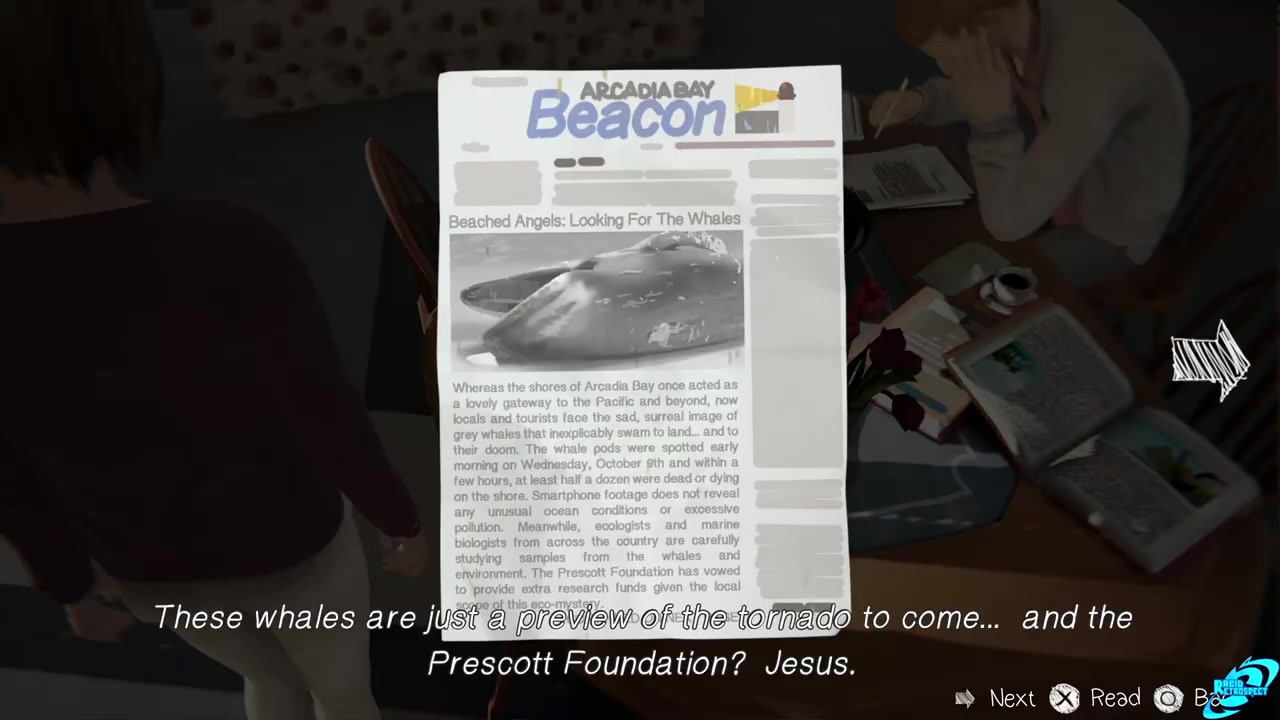 ARCADIA BAY
Beacon
Beached Angels: Looking For The Whales
Whereas the shores of Arcadia Bay once acted as
a lovely gateway to the Pacific and beyond, now
locals and tourists face the sad, surreal image of
grey whales that inexplicably swam to land... and to
their doom. The whale pods were spotted early
morning on Wednesday, October 9th and within a
few hours, at least half a dozen were dead or dying
on the shore. Smartphone footage does not reveal
any unusual ocean conditions or excessive
pollution. Meanwhile, ecologists and marine
biologists from across the country are carefully
studying samples from the whales and
environment. The Prescott Foundation has vowed
to provide extra research funds given the local
scope of this eco-mystery.
These whales are just a preview of the tornado to come... and the
Prescott Foundation? Jesus.
Next Read
RETROSPECT